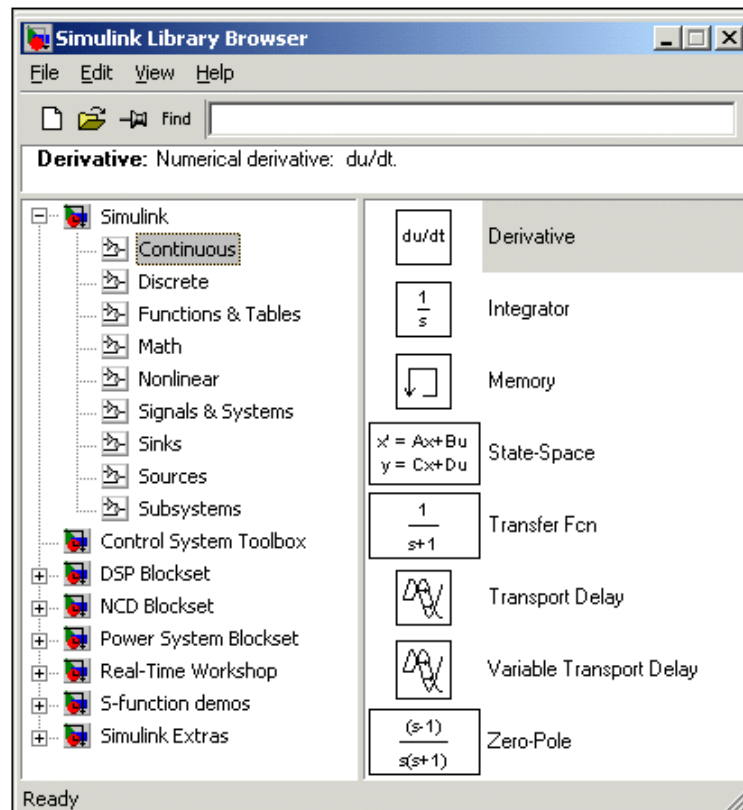 Simulink Library Browser
File Edit View Help
Find
Derivative: Numerical derivative: du/dt.
Simulink
Continuous
Discrete
Functions & Tables
Math
Nonlinear
Signals & Systems
Sinks
Sources
Subsystems
Control System Toolbox
DSP Blockset
NCD Blockset
Power System Blockset
Real-Time Workshop
S-function demos
Simulink Extras
du/dt Derivative
1
s
Integrator
Memory
x' = Ax+Bu
y = Cx+Du
State-Space
1
s+1
Transfer Fcn
Transport Delay
Variable Transport Delay
(s-1)
s(s+1)
Zero-Pole
Ready